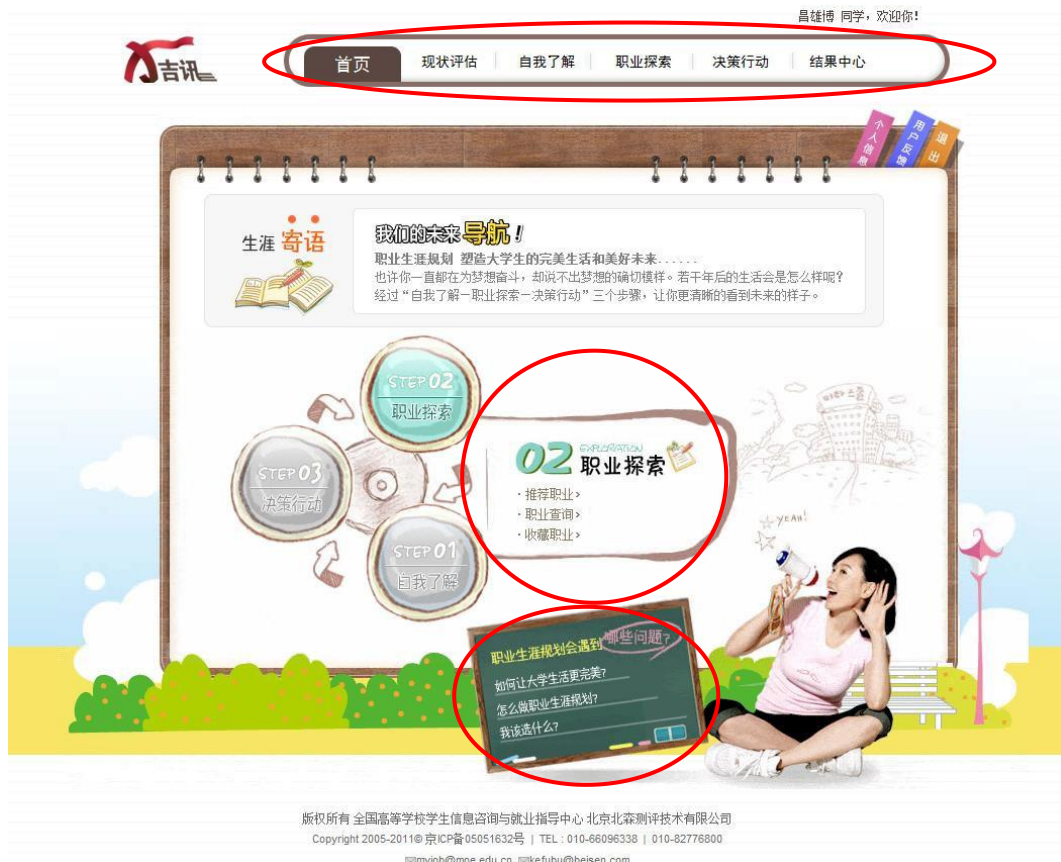 昌雄博 同学，欢迎你!
吉讯
首页 现状评估 自我了解 职业探索 决策行动 结果中心
个人信息
用户反馈
退出
生涯 寄语
我们的未来 导航！
职业生涯规划 塑造大学生的完美生活和美好未来......
也许你一直都在为梦想奋斗，却说不出梦想的确切模样。若干年后的生活会是怎么样呢?
经过“自我了解—职业探索—决策行动”三个步骤，让你更清晰的看到未来的样子。
STEP 02
职业探索
STEP 03
决策行动
STEP 01
自我了解
02 EXPLORATION
职业探索
·推荐职业>
·职业查询>
·收藏职业>
YEAH!
职业生涯规划会遇到哪些问题?
如何让大学生活更完美?
怎么做职业生涯规划?
我该选什么?
版权所有 全国高等学校学生信息咨询与就业指导中心 北京北森测评技术有限公司
Copyright 2005-2011© 京ICP备05051632号 | TEL : 010-66096338 | 010-82776800
myjob@moe.edu.cn kefubu@beisen.com